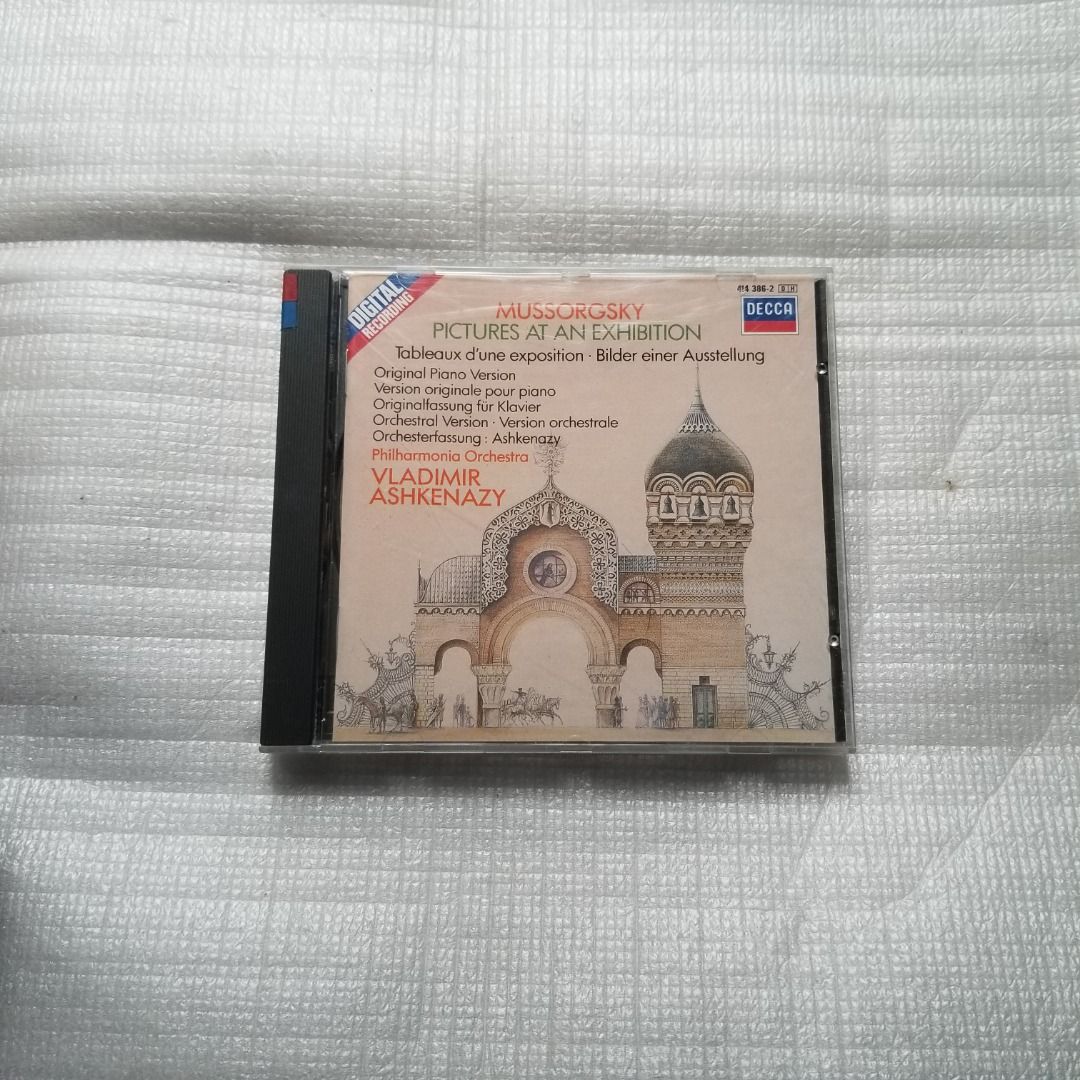 DIGITAL
RECORDING
414 386-2 DH
DECCA
MUSSORGSKY
PICTURES AT AN EXHIBITION
Tableaux d'une exposition · Bilder einer Ausstellung
Original Piano Version
Version originale pour piano
Originalfassung für Klavier
Orchestral Version · Version orchestrale
Orchesterfassung : Ashkenazy
Philharmonia Orchestra
VLADIMIR
ASHKENAZY